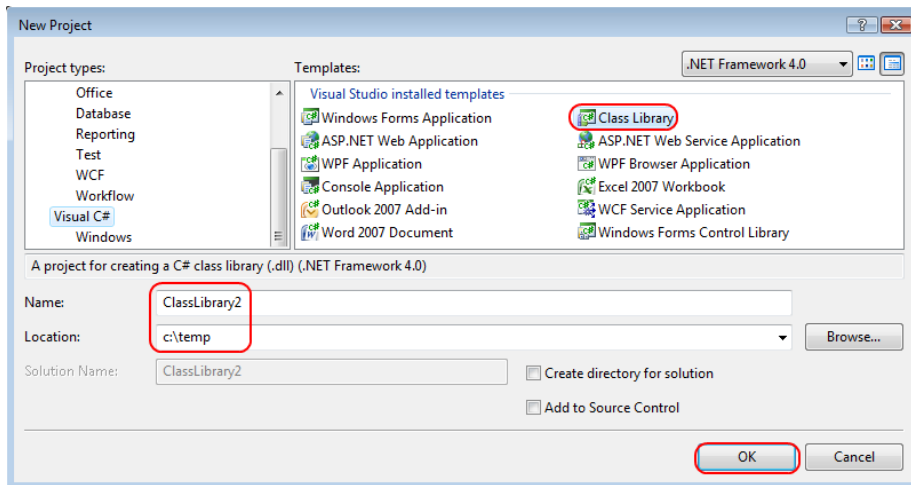 New Project
Project types:
Templates:
.NET Framework 4.0
Office
Database
Reporting
Test
WCF
Workflow
Visual C#
Windows
Visual Studio installed templates
Windows Forms Application
Class Library
ASP.NET Web Application
ASP.NET Web Service Application
WPF Application
WPF Browser Application
Console Application
Excel 2007 Workbook
Outlook 2007 Add-in
WCF Service Application
Word 2007 Document
Windows Forms Control Library
A project for creating a C# class library (.dll) (.NET Framework 4.0)
Name:
ClassLibrary2
Location:
c:\temp
Browse...
Solution Name:
ClassLibrary2
Create directory for solution
Add to Source Control
OK
Cancel